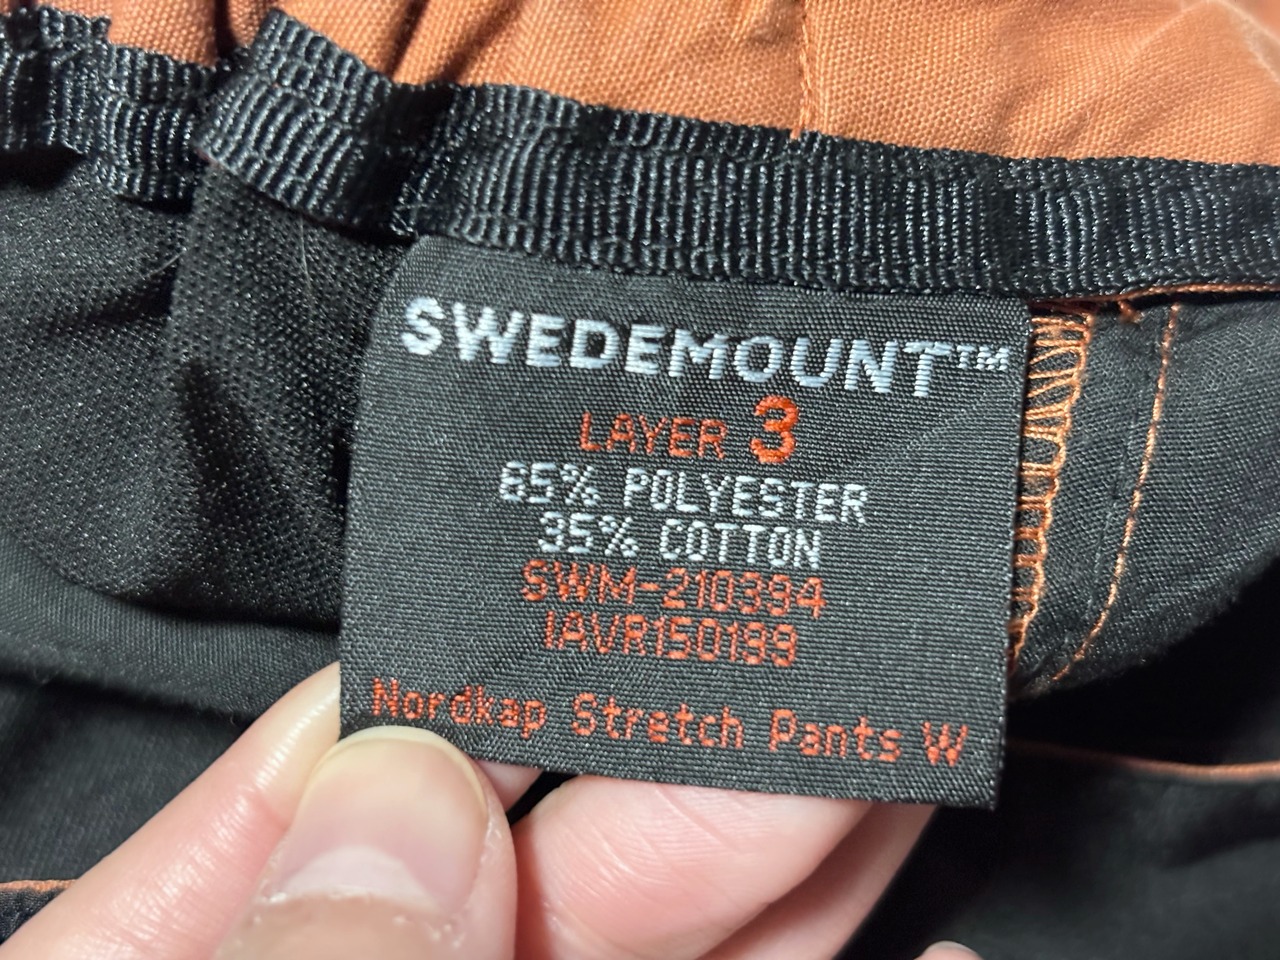 SWEDEMOUNT™
LAYER 3
65% POLYESTER
35% COTTON
SWM-210394
IAVR150199
Nordkap Stretch Pants W